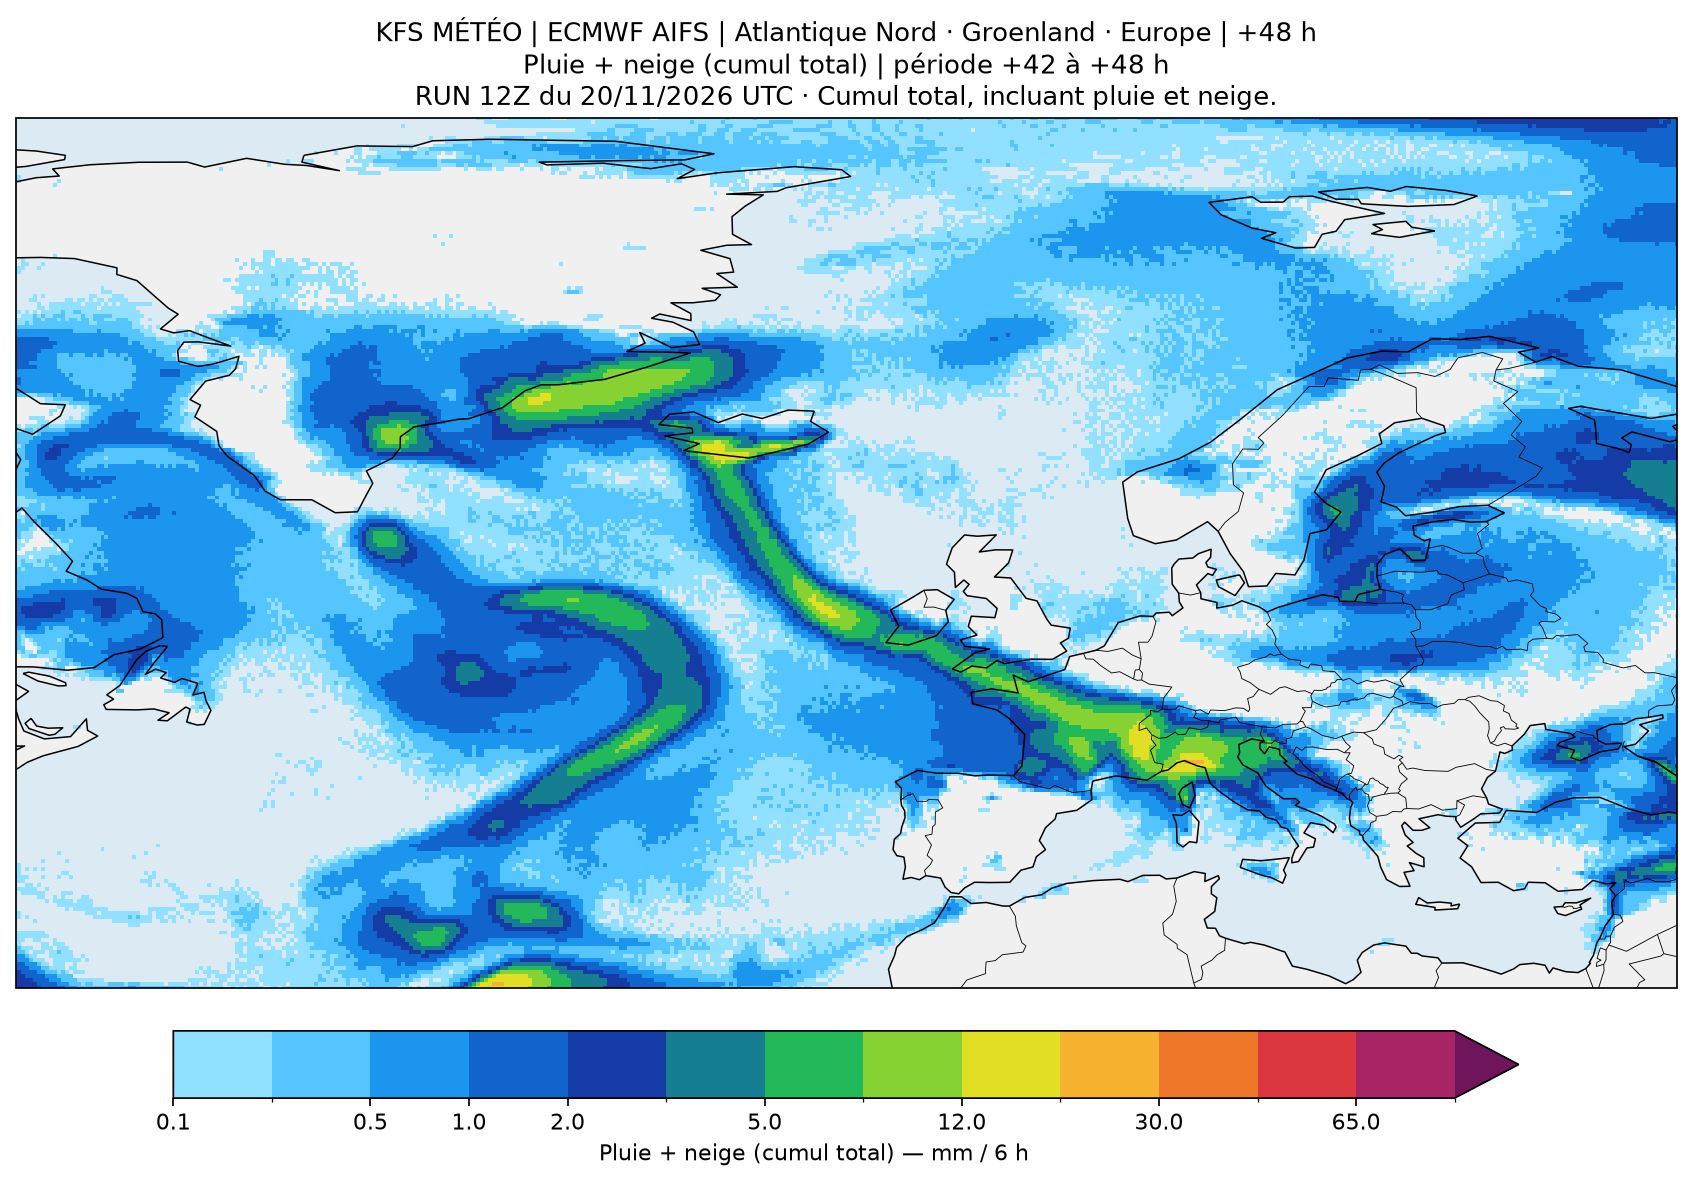 KFS MÉTÉO | ECMWF AIFS | Atlantique Nord · Groenland · Europe | +48 h
Pluie + neige (cumul total) | période +42 à +48 h
RUN 12Z du 20/11/2026 UTC · Cumul total, incluant pluie et neige.
0.1 0.5 1.0 2.0 5.0 12.0 30.0 65.0
Pluie + neige (cumul total) — mm / 6 h